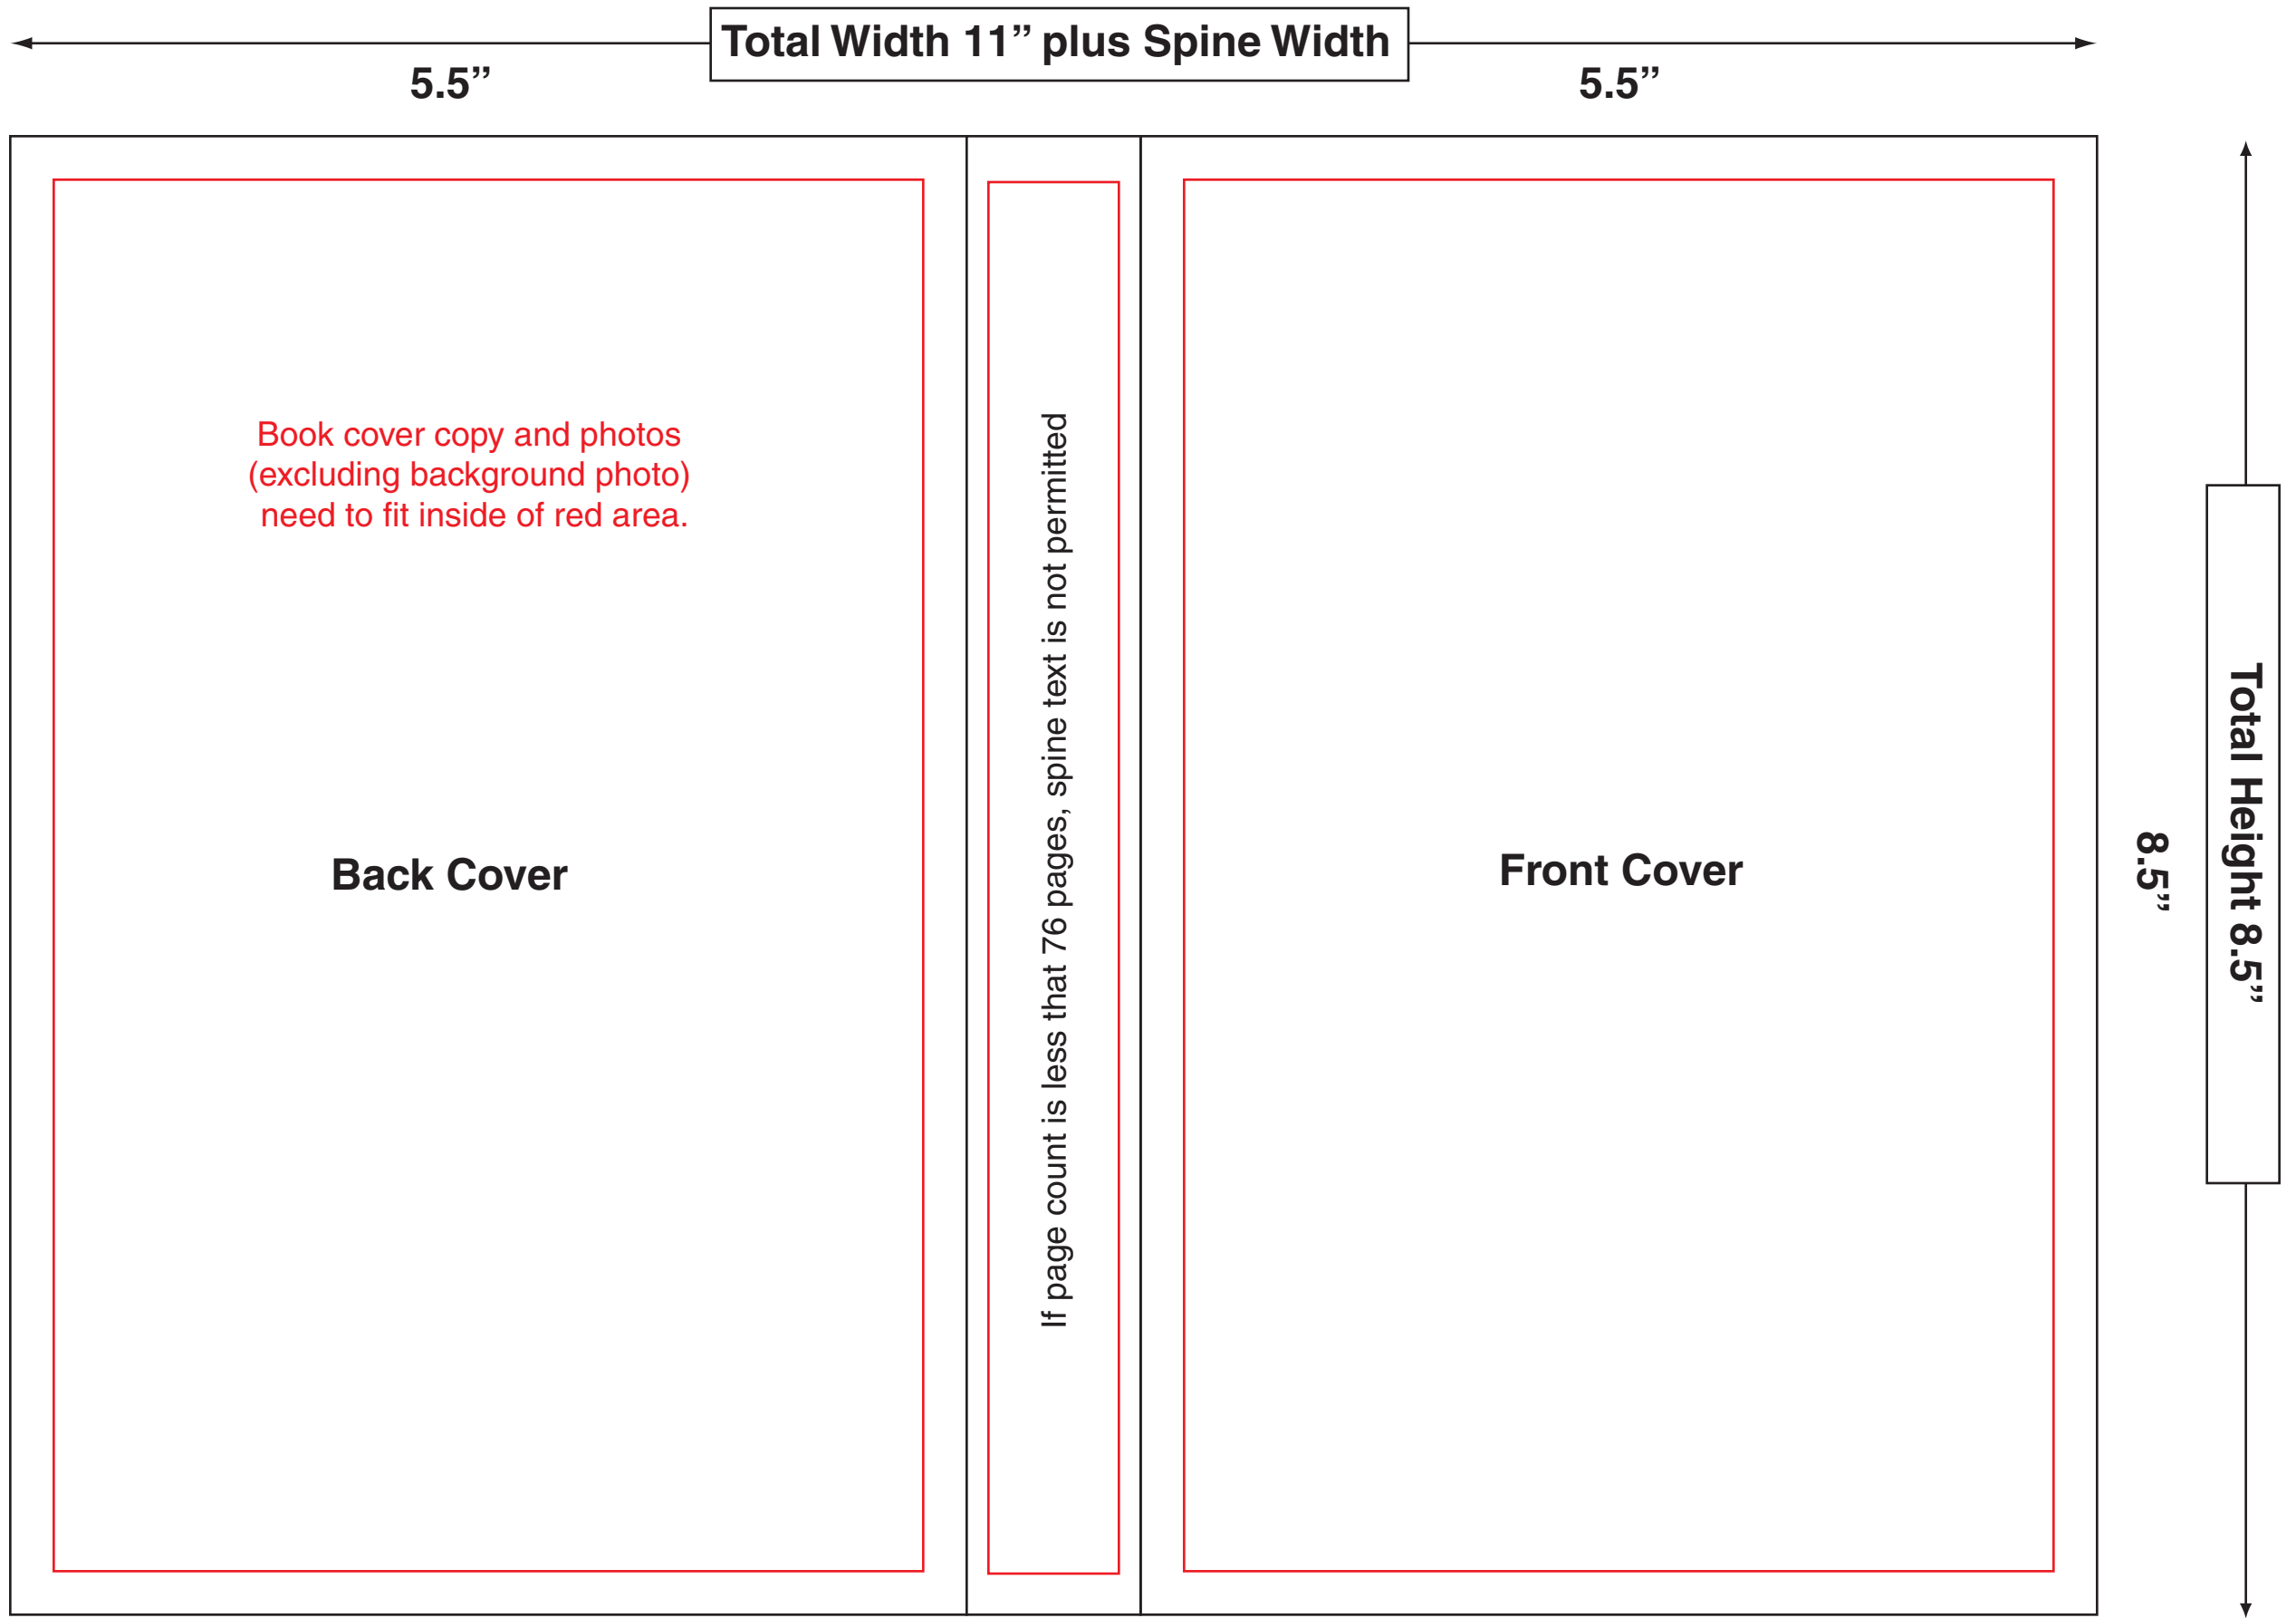 Total Width 11” plus Spine Width
5.5”
5.5”
Book cover copy and photos
(excluding background photo)
need to fit inside of red area.
Back Cover
If page count is less that 76 pages, spine text is not permitted
Front Cover
8.5”
Total Height 8.5”